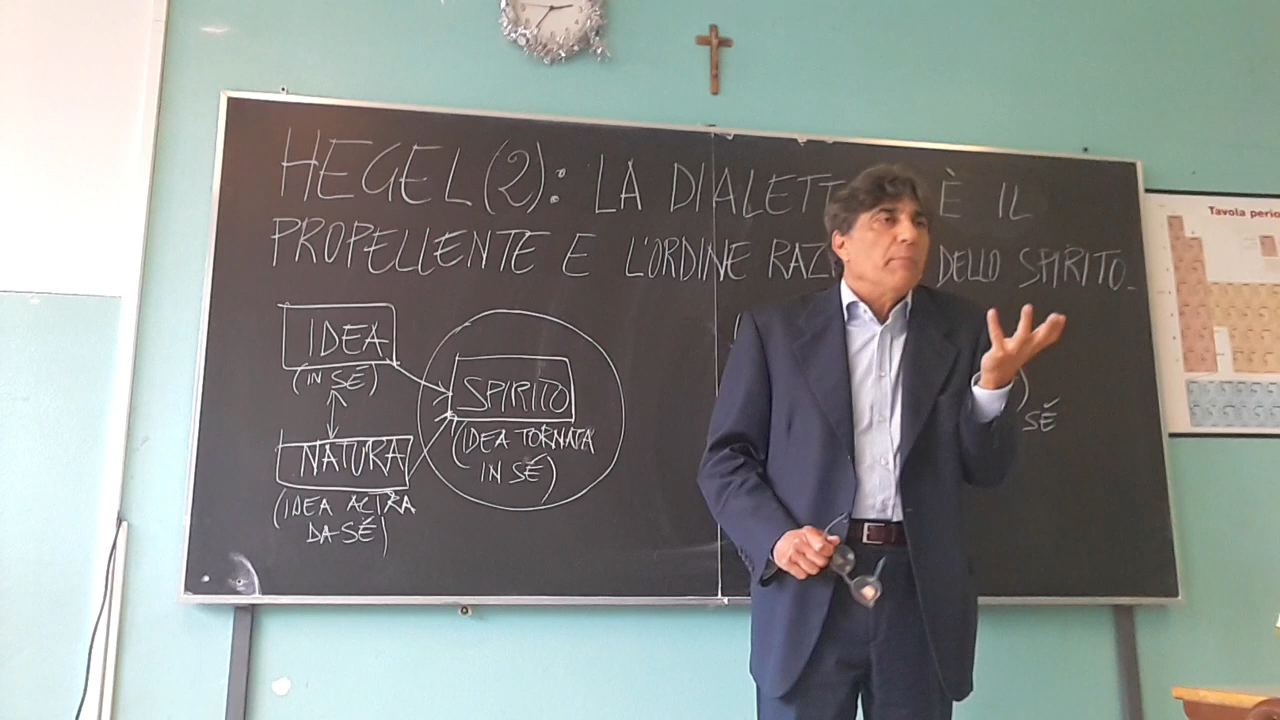 HEGEL (2): LA DIALETT È IL
PROPELLENTE E L'ORDINE RAZ DELLO SPIRITO.
IDEA
(IN SÉ)
NATURA
(IDEA ALTRA
DA SÉ)
SPIRITO
(IDEA TORNATA
IN SÉ)
)
SÉ
Tavola perio